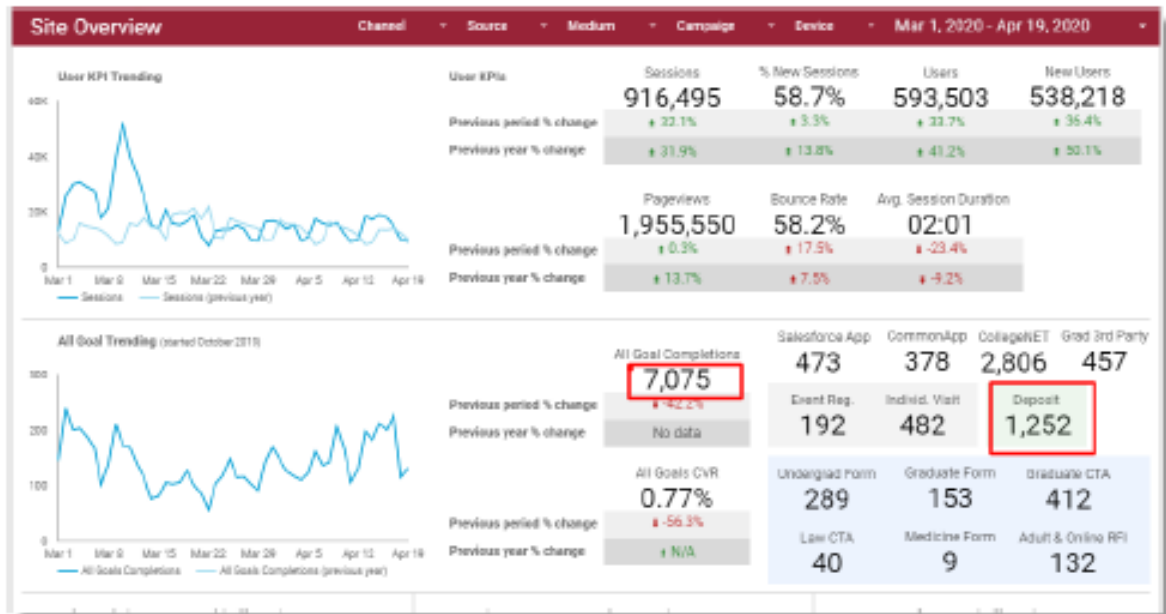 Site Overview
Channel
Source
Medium
Campaign
Device
Mar 1, 2020 - Apr 19, 2020
User KPI Trending
60K
40K
20K
0
Mar 1 Mar 8 Mar 15 Mar 22 Mar 29 Apr 5 Apr 12 Apr 19
Sessions Sessions (previous year)
User KPIs
Sessions % New Sessions Users New Users
916,495 58.7% 593,503 538,218
Previous period % change 32.1% 3.3% 33.7% 36.4%
Previous year % change 31.9% 13.8% 41.2% 50.1%
Pageviews Bounce Rate Avg. Session Duration
1,955,550 58.2% 02:01
Previous period % change 0.3% 17.5% -23.4%
Previous year % change 13.7% 7.5% -9.2%
All Goal Trending (started October 2019)
300
200
100
0
Mar 1 Mar 8 Mar 15 Mar 22 Mar 29 Apr 5 Apr 12 Apr 19
All Goals Completions All Goals Completions (previous year)
All Goal Completions
7,075
Previous period % change -42.2%
Previous year % change No data
All Goals CVR
0.77%
Previous period % change -56.3%
Previous year % change N/A
Salesforce App CommonApp CollegeNET Grad 3rd Party
473 378 2,806 457
Event Reg. Individ. Visit Deposit
192 482 1,252
Undergrad Form Graduate Form Graduate CTA
289 153 412
Law CTA Medicine Form Adult & Online RFI
40 9 132